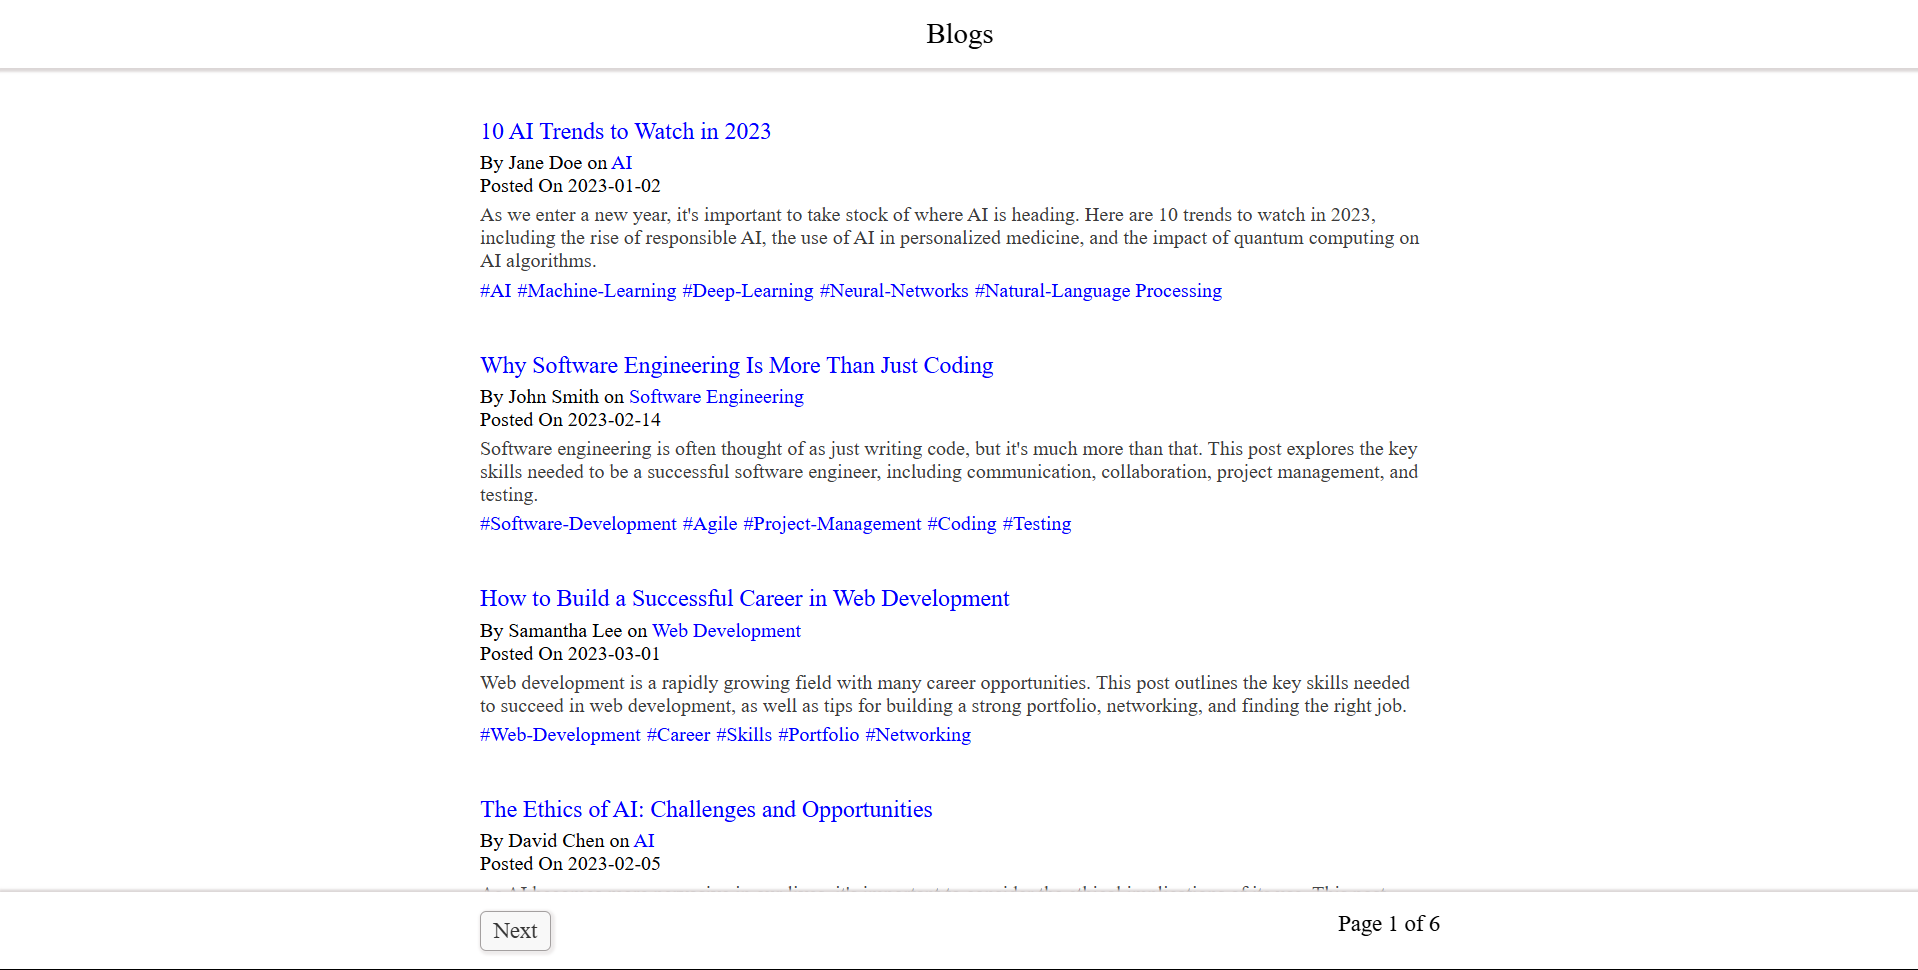 Blogs
10 AI Trends to Watch in 2023
By Jane Doe on AI
Posted On 2023-01-02
As we enter a new year, it's important to take stock of where AI is heading. Here are 10 trends to watch in 2023,
including the rise of responsible AI, the use of AI in personalized medicine, and the impact of quantum computing on
AI algorithms.
#AI #Machine-Learning #Deep-Learning #Neural-Networks #Natural-Language Processing
Why Software Engineering Is More Than Just Coding
By John Smith on Software Engineering
Posted On 2023-02-14
Software engineering is often thought of as just writing code, but it's much more than that. This post explores the key
skills needed to be a successful software engineer, including communication, collaboration, project management, and
testing.
#Software-Development #Agile #Project-Management #Coding #Testing
How to Build a Successful Career in Web Development
By Samantha Lee on Web Development
Posted On 2023-03-01
Web development is a rapidly growing field with many career opportunities. This post outlines the key skills needed
to succeed in web development, as well as tips for building a strong portfolio, networking, and finding the right job.
#Web-Development #Career #Skills #Portfolio #Networking
The Ethics of AI: Challenges and Opportunities
By David Chen on AI
Posted On 2023-02-05
Next
Page 1 of 6